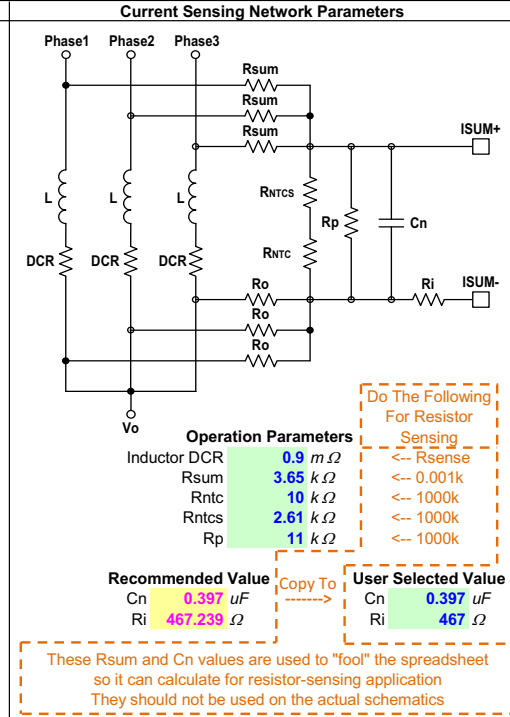 Current Sensing Network Parameters
Phase1 Phase2 Phase3
Rsum
Rsum
Rsum
ISUM+
L L L
RNTCS
Rp
Cn
RNTC
DCR DCR DCR
Ro
Ri
ISUM-
Ro
Ro
Vo
Do The Following
For Resistor
Sensing
Operation Parameters
Inductor DCR 0.9 m Ω <-- Rsense
Rsum 3.65 k Ω <-- 0.001k
Rntc 10 k Ω <-- 1000k
Rntcs 2.61 k Ω <-- 1000k
Rp 11 k Ω <-- 1000k
Recommended Value Copy To User Selected Value
Cn 0.397 uF -------> Cn 0.397 uF
Ri 467.239 Ω Ri 467 Ω
These Rsum and Cn values are used to "fool" the spreadsheet
so it can calculate for resistor-sensing application
They should not be used on the actual schematics